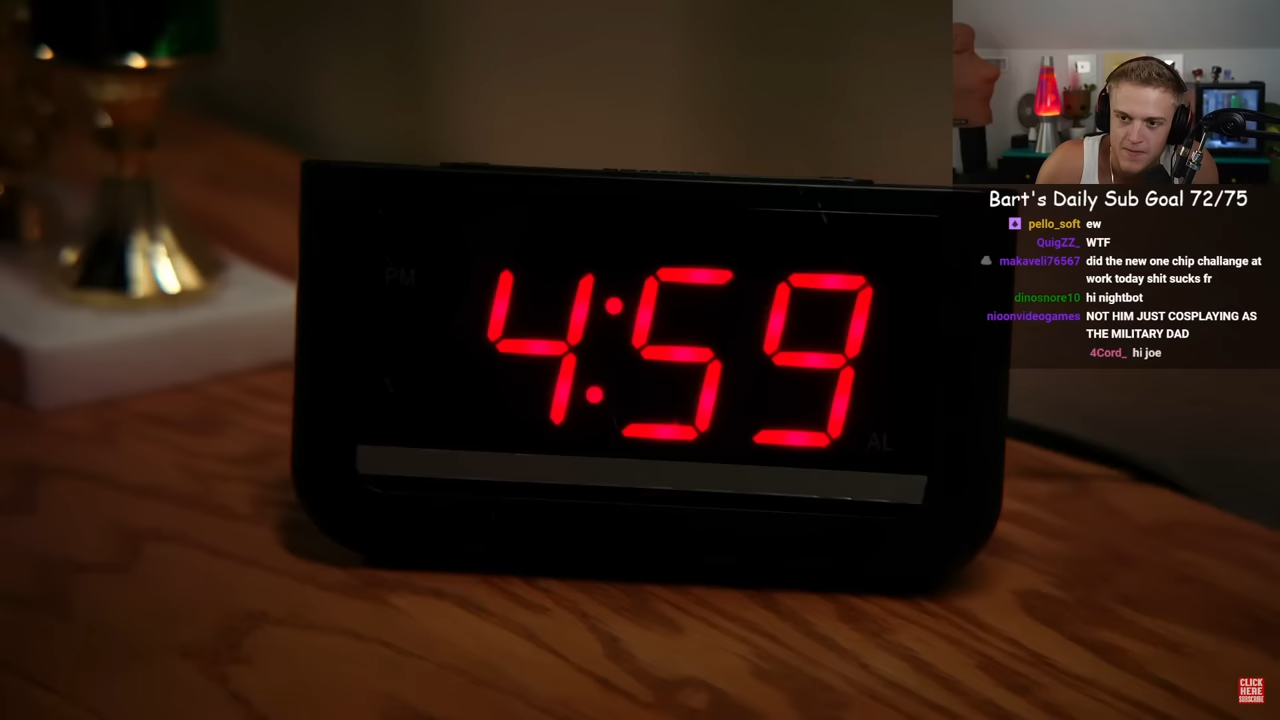 Bart's Daily Sub Goal 72/75
pello_soft ew
QuigZZ_ WTF
makaveli76567 did the new one chip challange at
work today shit sucks fr
dinosnore10 hi nightbot
nioonvideogames NOT HIM JUST COSPLAYING AS
THE MILITARY DAD
4Cord_ hi joe
PM
4:59
AL
CLICK
HERE
SUBSCRIBE